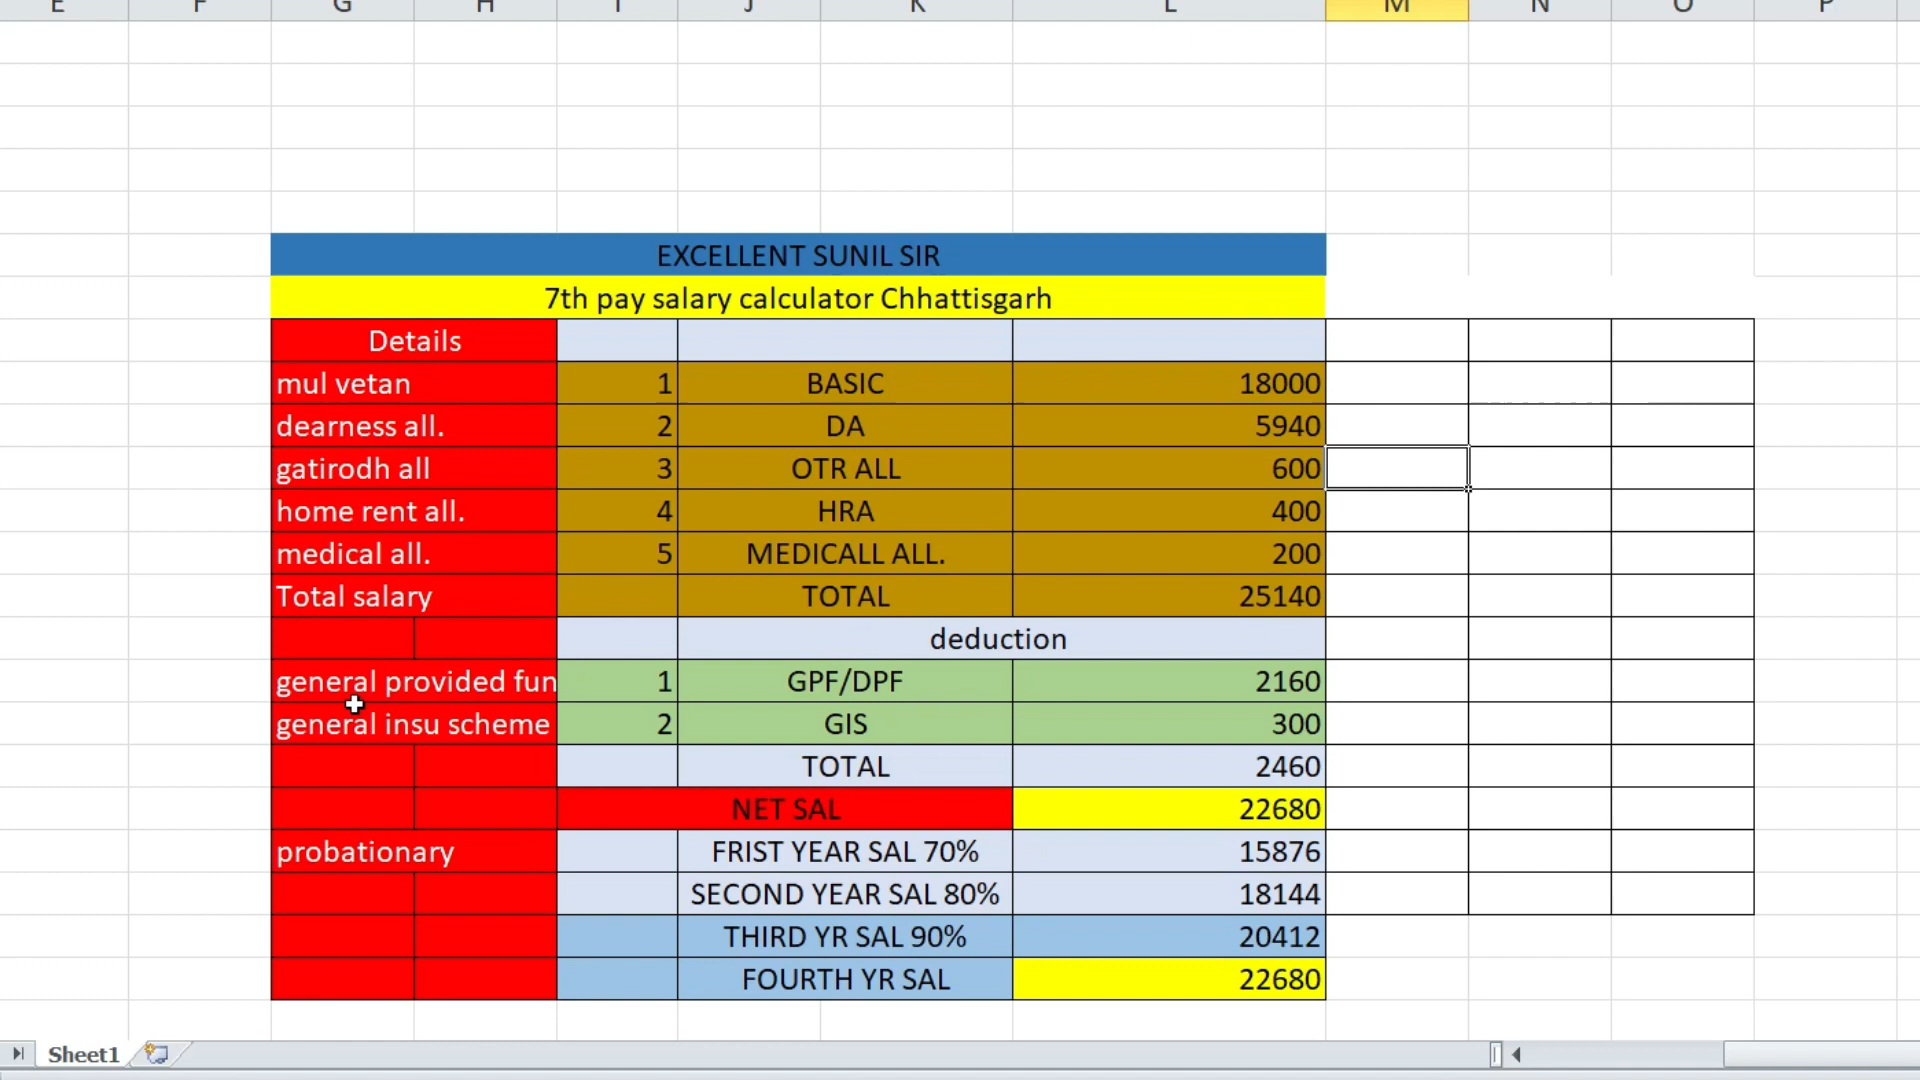 E F G H I J K L M N O P
EXCELLENT SUNIL SIR
7th pay salary calculator Chhattisgarh
Details
mul vetan 1 BASIC 18000
dearness all. 2 DA 5940
gatirodh all 3 OTR ALL 600
home rent all. 4 HRA 400
medical all. 5 MEDICALL ALL. 200
Total salary TOTAL 25140
deduction
general provided fun 1 GPF/DPF 2160
general insu scheme 2 GIS 300
TOTAL 2460
NET SAL 22680
probationary FRIST YEAR SAL 70% 15876
SECOND YEAR SAL 80% 18144
THIRD YR SAL 90% 20412
FOURTH YR SAL 22680
Sheet1